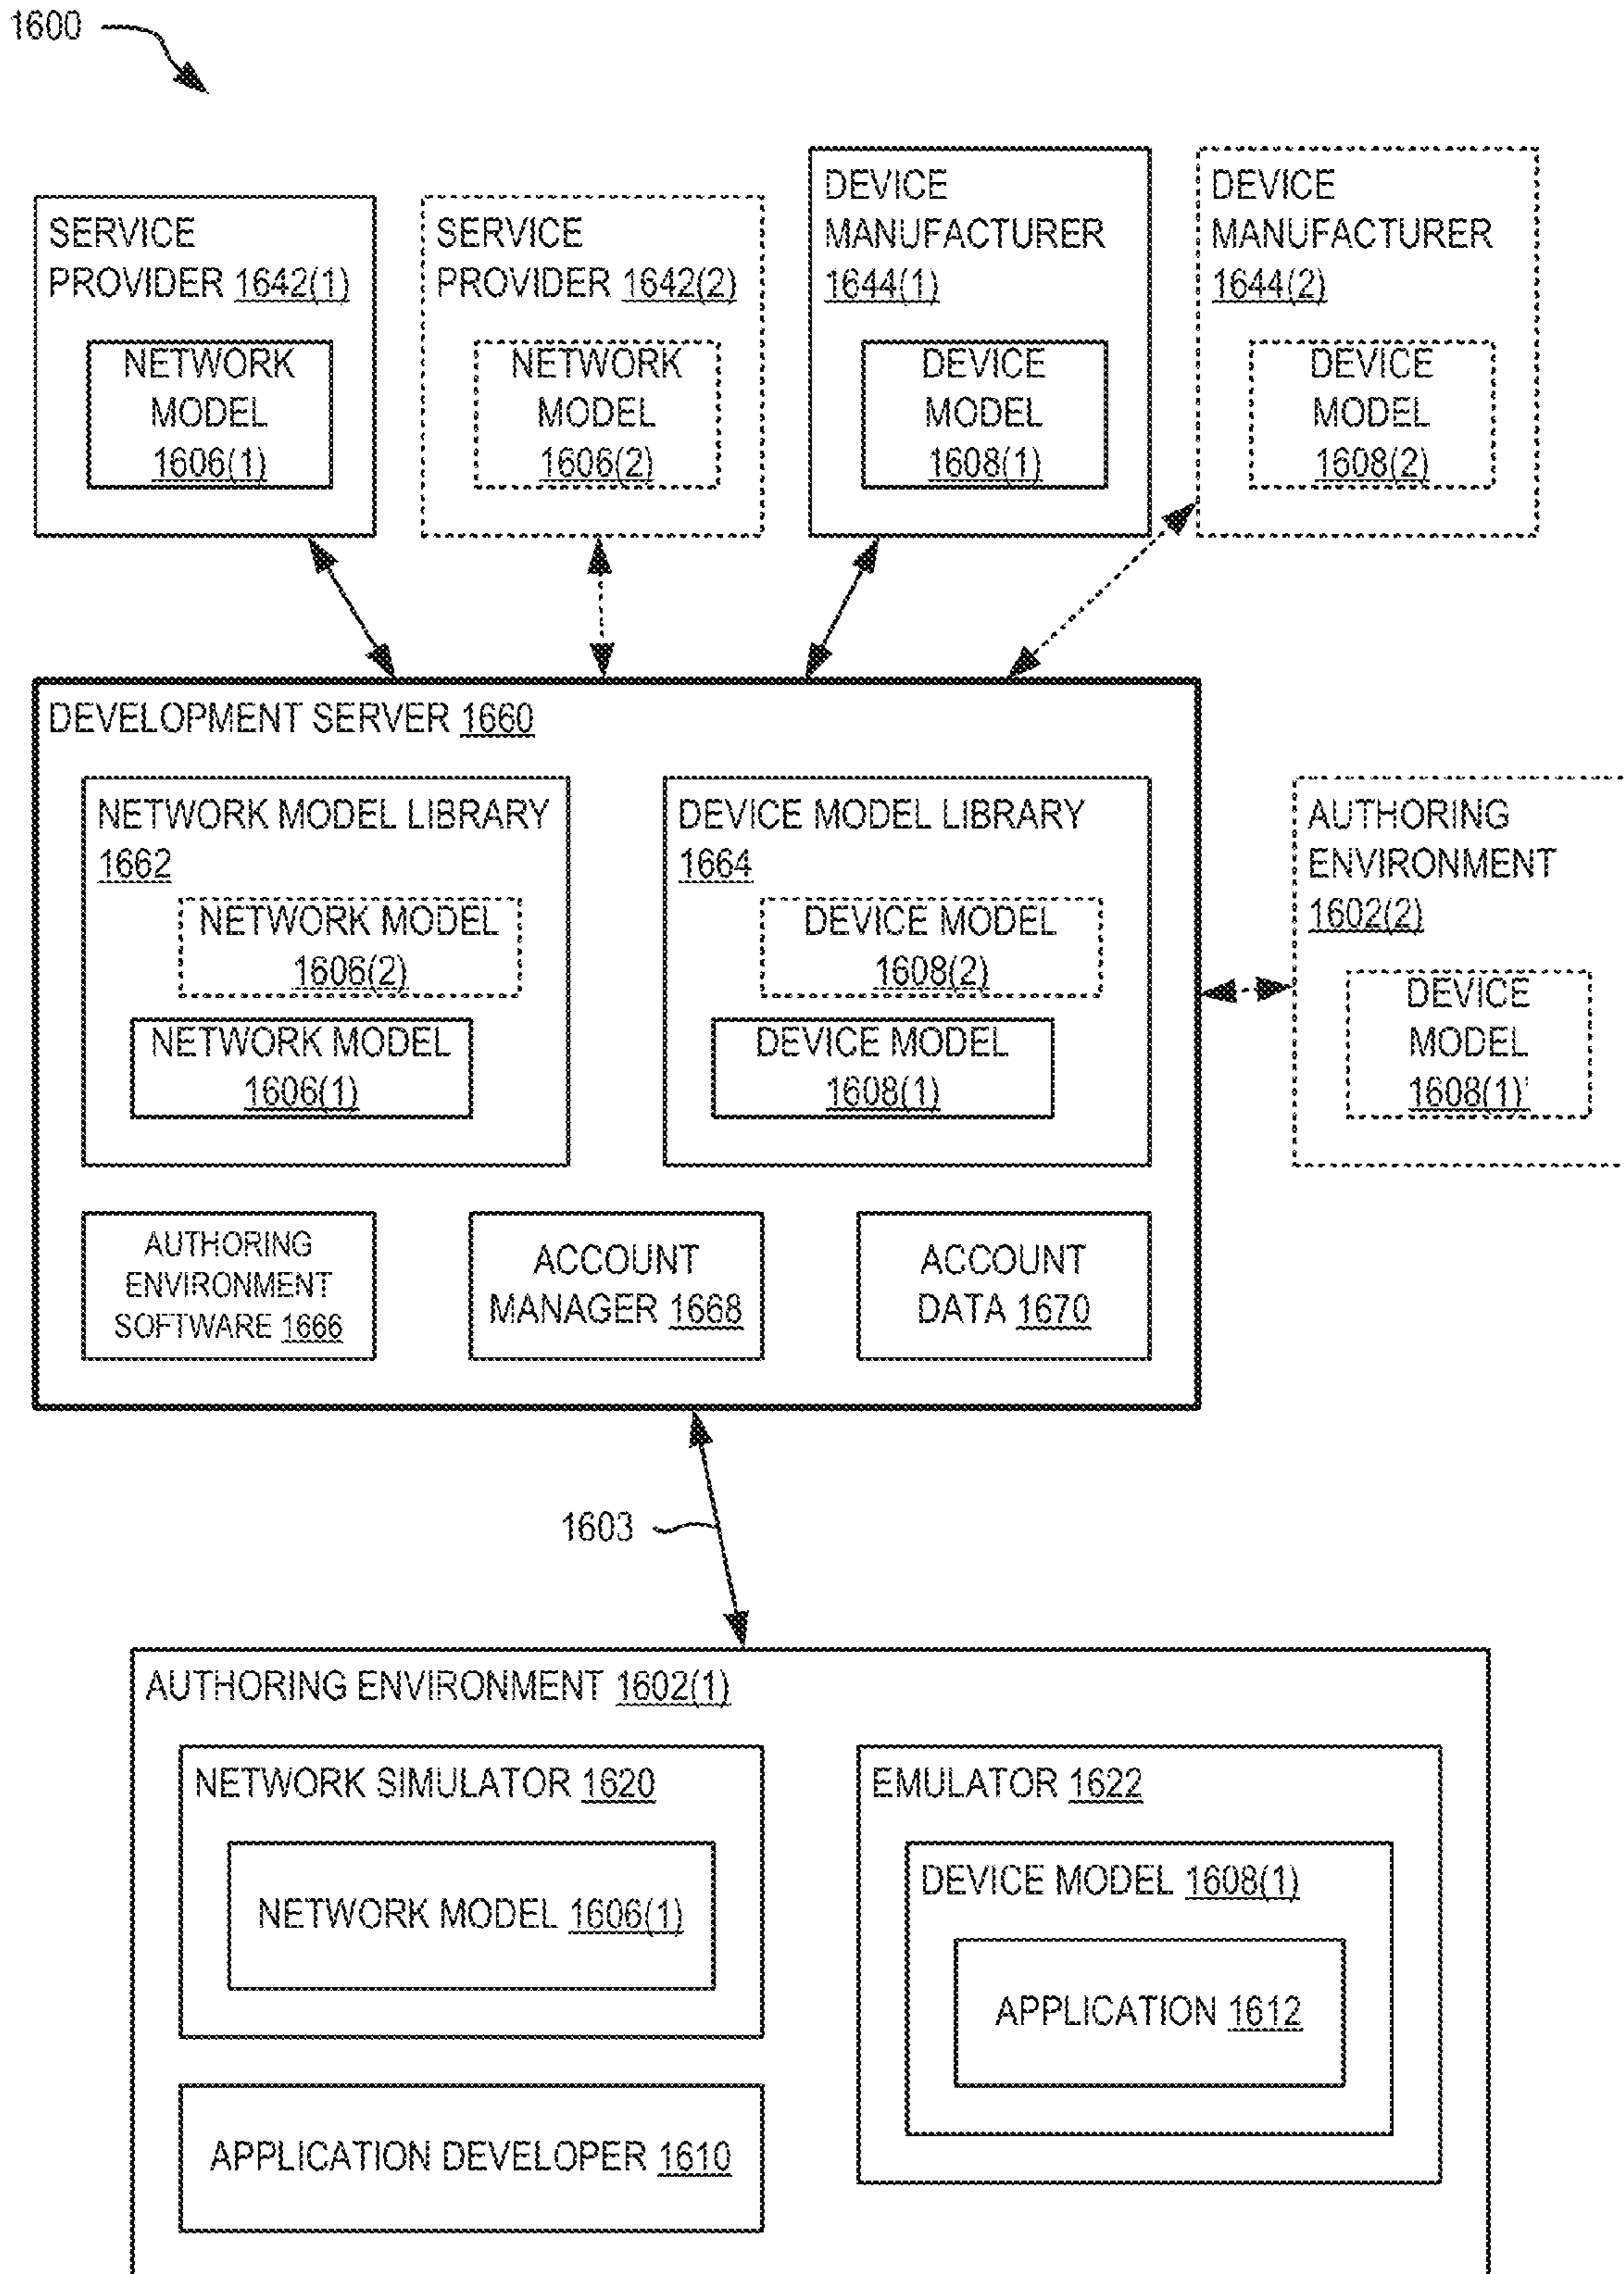 1600
SERVICE
PROVIDER 1642(1)
NETWORK
MODEL
1606(1)
SERVICE
PROVIDER 1642(2)
NETWORK
MODEL
1606(2)
DEVICE
MANUFACTURER
1644(1)
DEVICE
MODEL
1608(1)
DEVICE
MANUFACTURER
1644(2)
DEVICE
MODEL
1608(2)
DEVELOPMENT SERVER 1660
NETWORK MODEL LIBRARY
1662
NETWORK MODEL
1606(2)
NETWORK MODEL
1606(1)
DEVICE MODEL LIBRARY
1664
DEVICE MODEL
1608(2)
DEVICE MODEL
1608(1)
AUTHORING
ENVIRONMENT
SOFTWARE 1666
ACCOUNT
MANAGER 1668
ACCOUNT
DATA 1670
AUTHORING
ENVIRONMENT
1602(2)
DEVICE
MODEL
1608(1)'
1603
AUTHORING ENVIRONMENT 1602(1)
NETWORK SIMULATOR 1620
NETWORK MODEL 1606(1)
APPLICATION DEVELOPER 1610
EMULATOR 1622
DEVICE MODEL 1608(1)
APPLICATION 1612